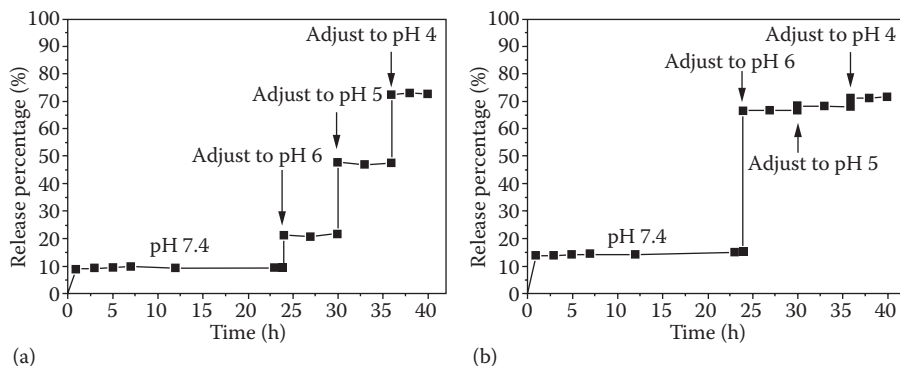 100
90
80
70
60
50
40
30
20
10
0
Release percentage (%)
Adjust to pH 4
Adjust to pH 5
Adjust to pH 6
pH 7.4
0 5 10 15 20 25 30 35 40
Time (h)
(a)
100
90
80
70
60
50
40
30
20
10
0
Release percentage (%)
Adjust to pH 4
Adjust to pH 6
Adjust to pH 5
pH 7.4
0 5 10 15 20 25 30 35 40
Time (h)
(b)